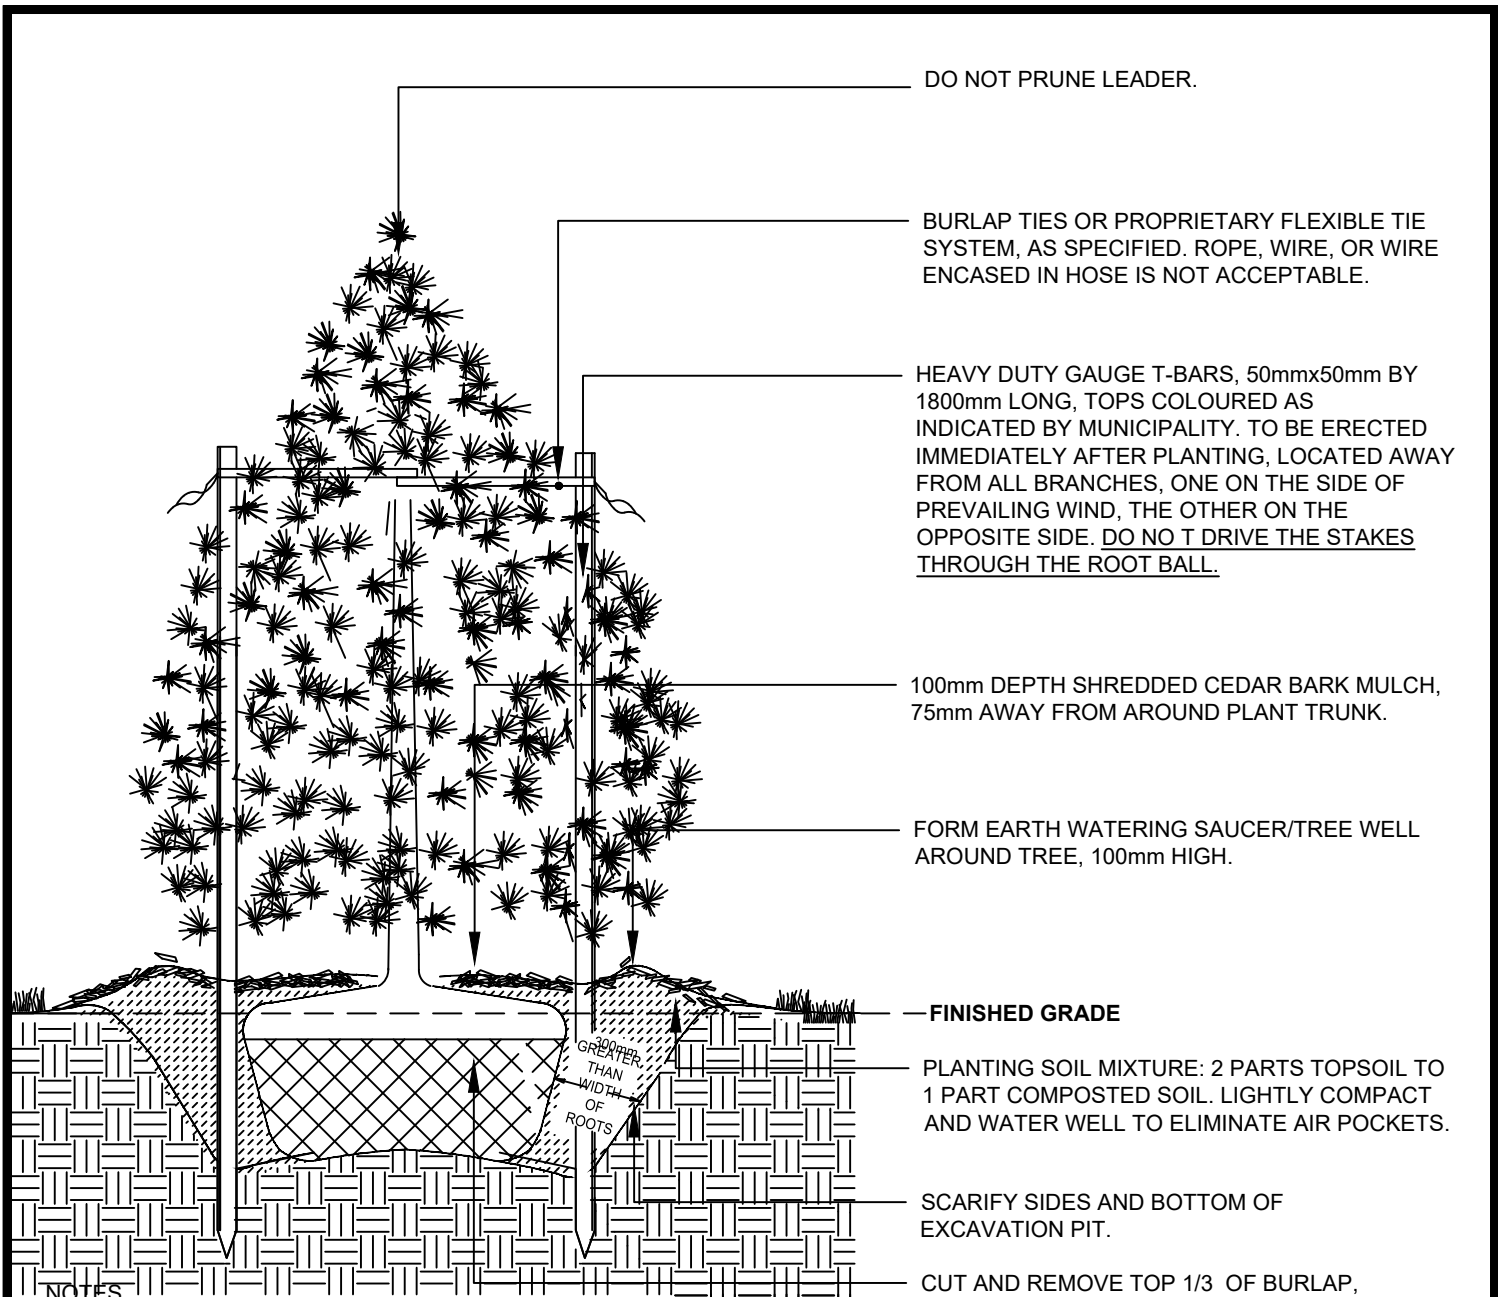 DO NOT PRUNE LEADER.
BURLAP TIES OR PROPRIETARY FLEXIBLE TIE
SYSTEM, AS SPECIFIED. ROPE, WIRE, OR WIRE
ENCASED IN HOSE IS NOT ACCEPTABLE.
HEAVY DUTY GAUGE T-BARS, 50mmx50mm BY
1800mm LONG, TOPS COLOURED AS
INDICATED BY MUNICIPALITY. TO BE ERECTED
IMMEDIATELY AFTER PLANTING, LOCATED AWAY
FROM ALL BRANCHES, ONE ON THE SIDE OF
PREVAILING WIND, THE OTHER ON THE
OPPOSITE SIDE. DO NO T DRIVE THE STAKES
THROUGH THE ROOT BALL.
100mm DEPTH SHREDDED CEDAR BARK MULCH,
75mm AWAY FROM AROUND PLANT TRUNK.
FORM EARTH WATERING SAUCER/TREE WELL
AROUND TREE, 100mm HIGH.
FINISHED GRADE
300mm
GREATER
THAN
WIDTH
OF
ROOTS
PLANTING SOIL MIXTURE: 2 PARTS TOPSOIL TO
1 PART COMPOSTED SOIL. LIGHTLY COMPACT
AND WATER WELL TO ELIMINATE AIR POCKETS.
SCARIFY SIDES AND BOTTOM OF
EXCAVATION PIT.
CUT AND REMOVE TOP 1/3 OF BURLAP,
NOTES